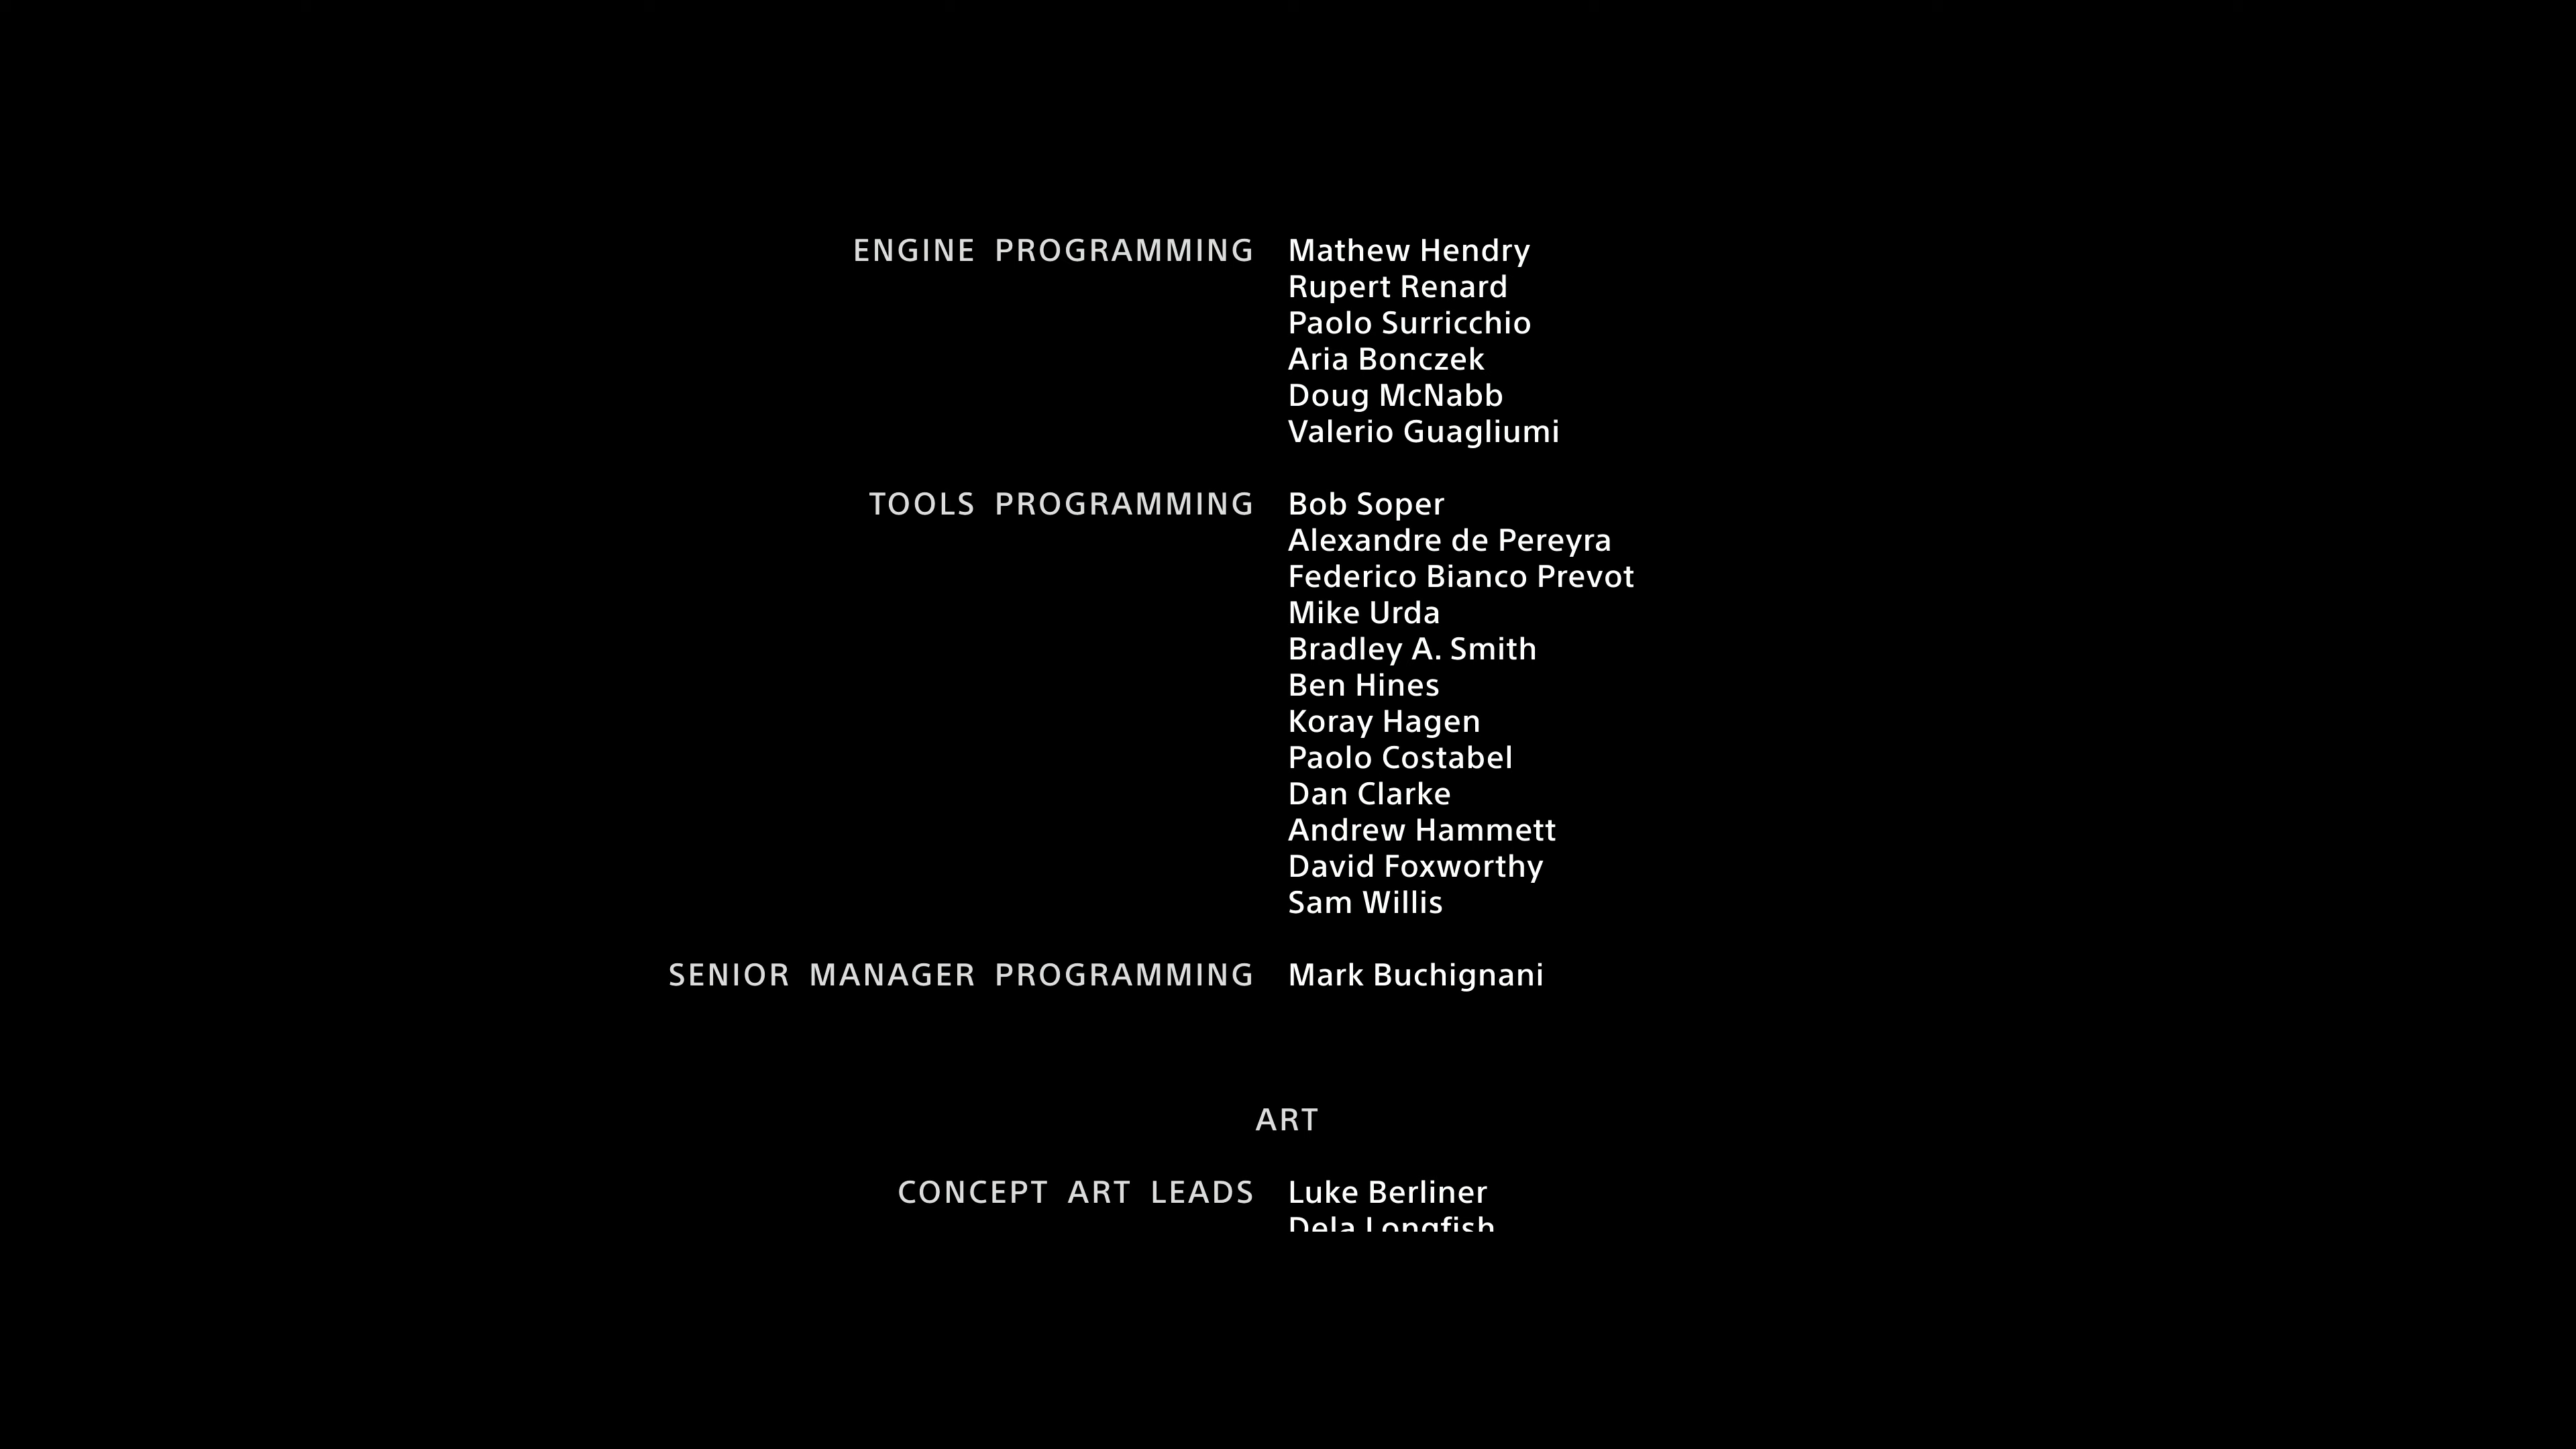 ENGINE PROGRAMMING Mathew Hendry
Rupert Renard
Paolo Surricchio
Aria Bonczek
Doug McNabb
Valerio Guagliumi
TOOLS PROGRAMMING Bob Soper
Alexandre de Pereyra
Federico Bianco Prevot
Mike Urda
Bradley A. Smith
Ben Hines
Koray Hagen
Paolo Costabel
Dan Clarke
Andrew Hammett
David Foxworthy
Sam Willis
SENIOR MANAGER PROGRAMMING Mark Buchignani
ART
CONCEPT ART LEADS Luke Berliner
Dela Longfish